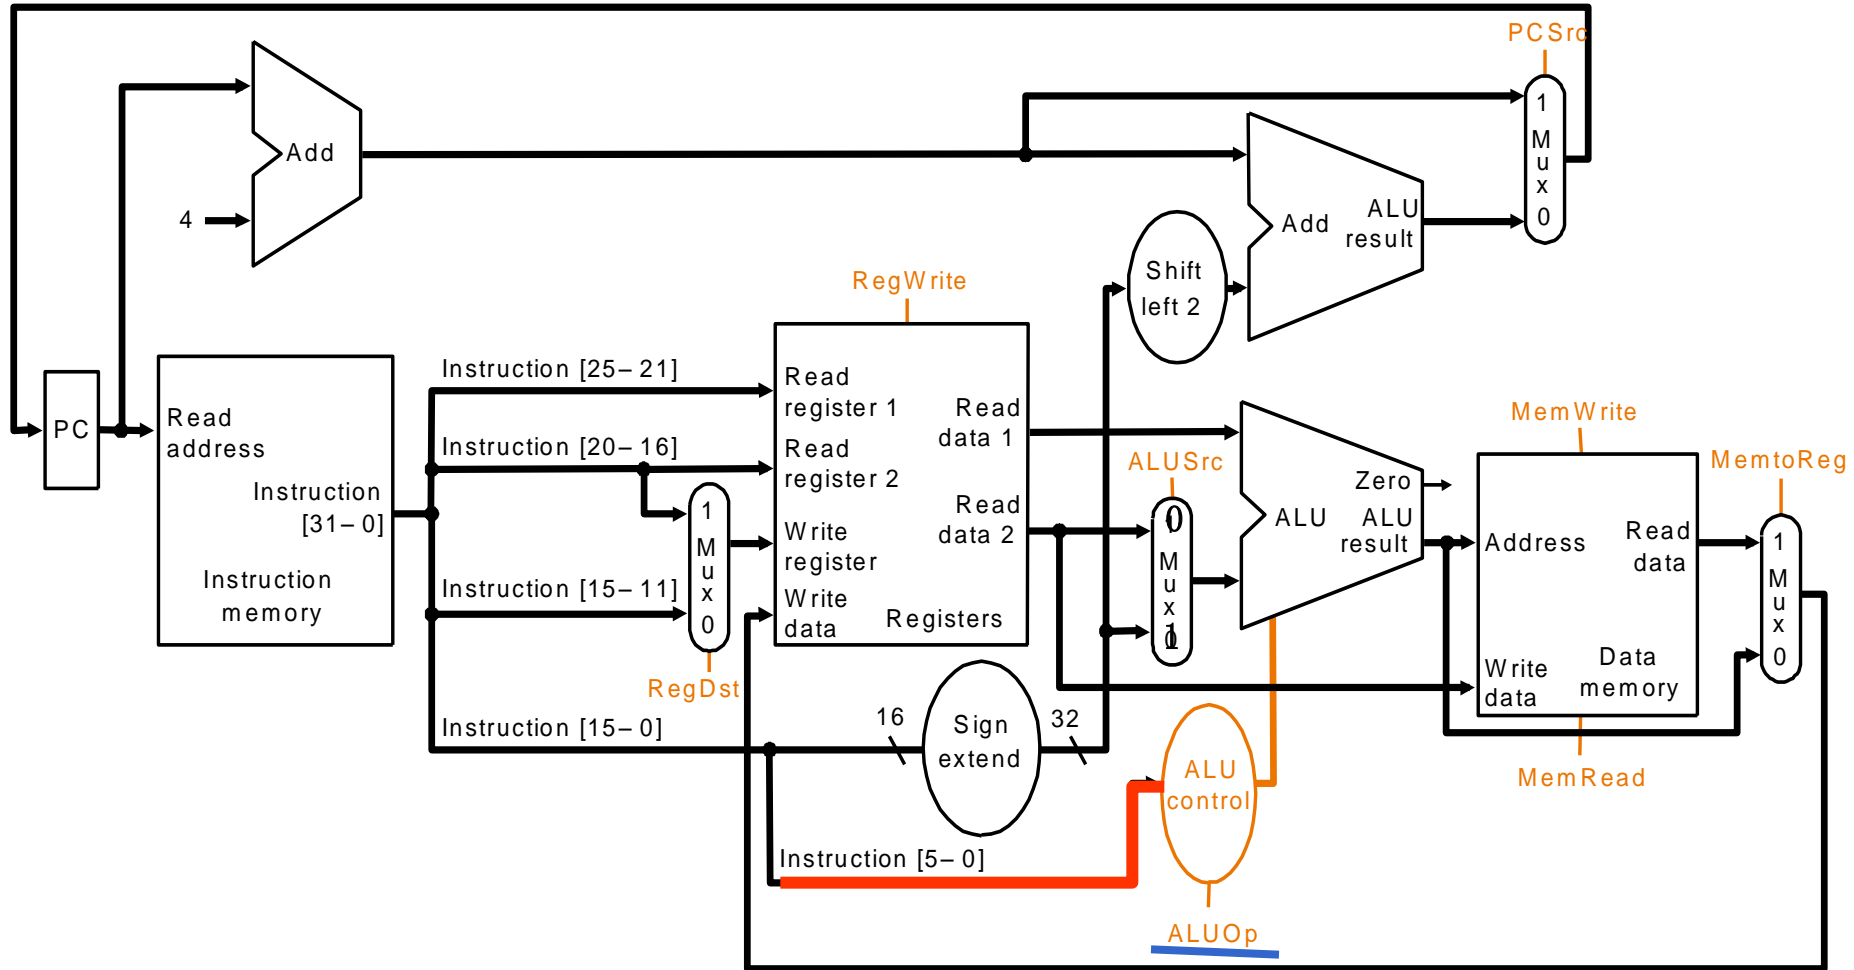 PCSrc
1
M
u
x
0
Add
4
Add
ALU
result
Shift
left 2
RegWrite
PC
Read
address
Instruction
[31–0]
Instruction
memory
Instruction [25–21]
Instruction [20–16]
Instruction [15–11]
Instruction [15–0]
1
M
u
x
0
RegDst
Read
register 1
Read
register 2
Write
register
Write
data
Read
data 1
Read
data 2
Registers
16
Sign
extend
32
ALUSrc
0
M
u
x
1
Zero
ALU
ALU
result
MemWrite
Address
Read
data
Write
data
Data
memory
MemRead
MemtoReg
1
M
u
x
0
ALU
control
Instruction [5–0]
ALUOp